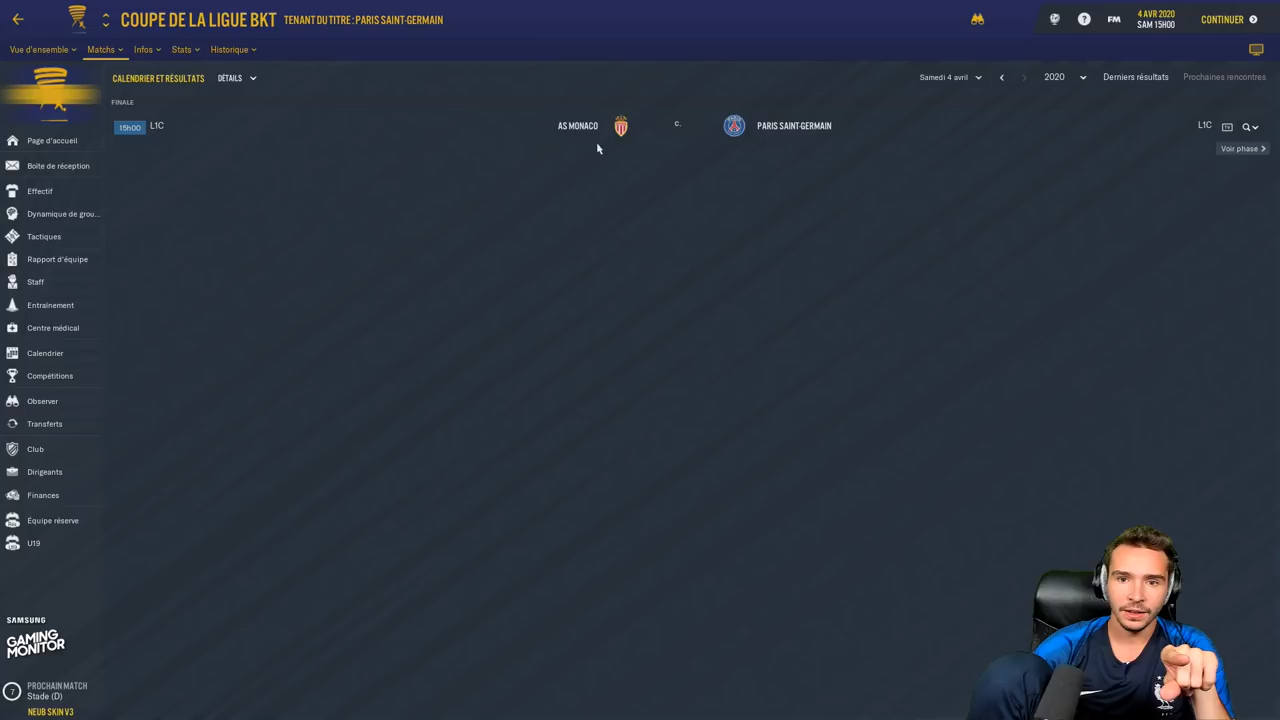 COUPE DE LA LIGUE BKT
TENANT DU TITRE : PARIS SAINT-GERMAIN
FM
4 AVR 2020
SAM 15H00
CONTINUER
Vue d'ensemble
Matchs
Infos
Stats
Historique
CALENDRIER ET RÉSULTATS
DÉTAILS
Samedi 4 avril
2020
Derniers résultats
Prochaines rencontres
FINALE
15h00
L1C
AS MONACO
c.
PARIS SAINT-GERMAIN
L1C
Voir phase
Page d'accueil
Boîte de réception
Effectif
Dynamique de grou...
Tactiques
Rapport d'équipe
Staff
Entraînement
Centre médical
Calendrier
Compétitions
Observer
Transferts
Club
Dirigeants
Finances
Équipe réserve
U19
SAMSUNG
GAMING
MONITOR
7
PROCHAIN MATCH
Stade (D)
NEUB SKIN V3